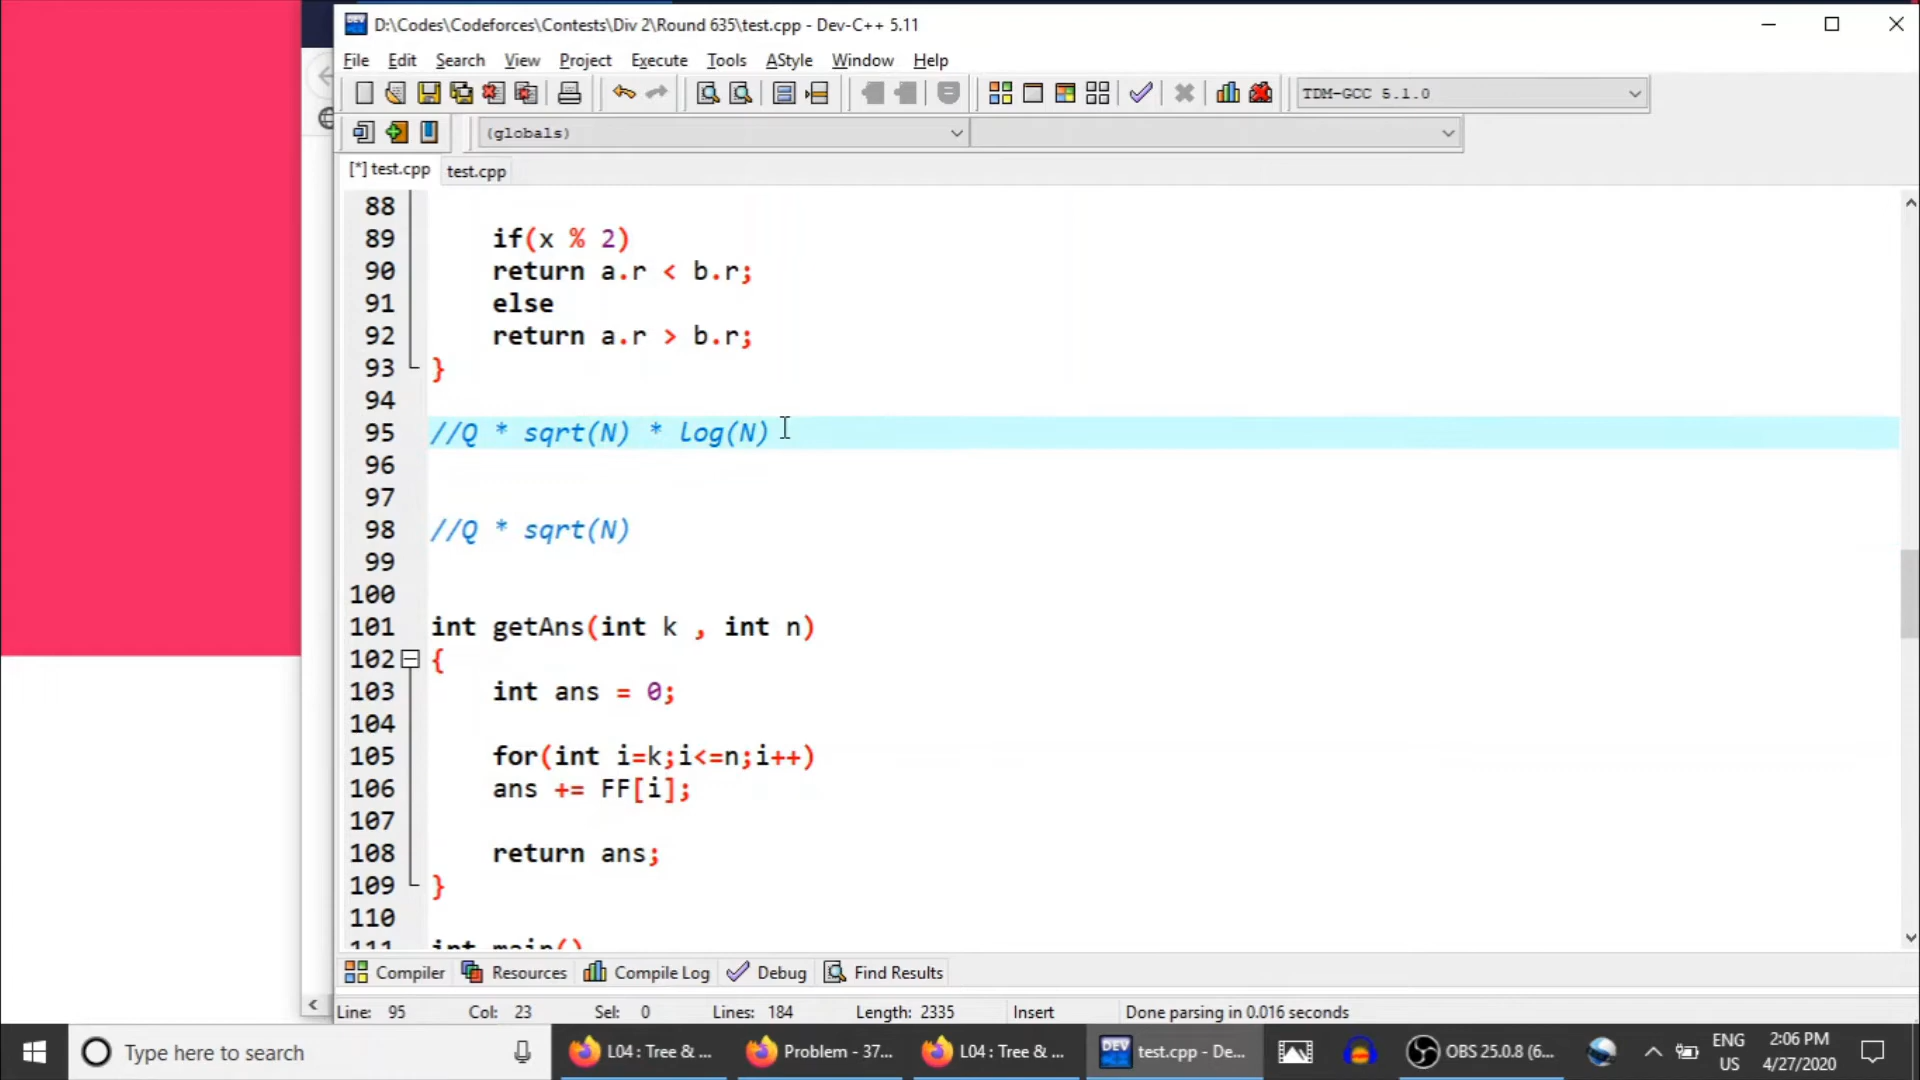 D:\Codes\Codeforces\Contests\Div 2\Round 635\test.cpp - Dev-C++ 5.11
File Edit Search View Project Execute Tools AStyle Window Help
TDM-GCC 5.1.0
(globals)
[*] test.cpp test.cpp
88
89 if(x % 2)
90 return a.r < b.r;
91 else
92 return a.r > b.r;
93 }
94
95 //Q * sqrt(N) * Log(N)
96
97
98 //Q * sqrt(N)
99
100
101 int getAns(int k , int n)
102 {
103 int ans = 0;
104
105 for(int i=k;i<=n;i++)
106 ans += FF[i];
107
108 return ans;
109 }
110
111 int main()
Compiler Resources Compile Log Debug Find Results
Line: 95 Col: 23 Sel: 0 Lines: 184 Length: 2335 Insert Done parsing in 0.016 seconds
Type here to search L04 : Tree & ... Problem - 37... L04 : Tree & ... DEV test.cpp - De... OBS 25.0.8 (6... ENG US 2:06 PM 4/27/2020